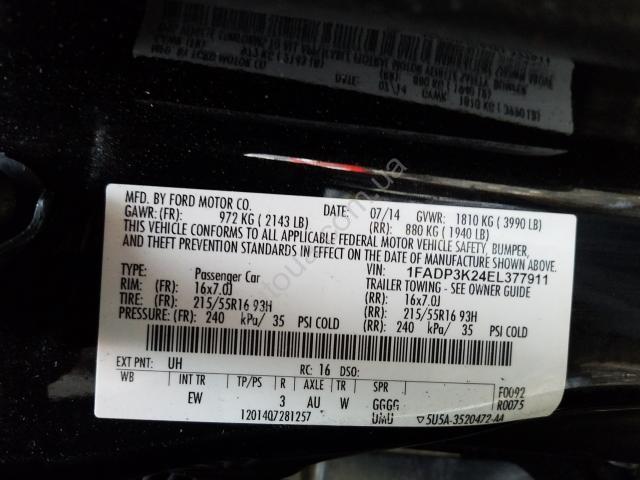 MFD. BY FORD MOTOR CO. DATE: 07/14 GVWR: 1810 KG ( 3990 LB)
GAWR: (FR): 972 KG ( 2143 LB) (RR): 880 KG ( 1940 LB)
THIS VEHICLE CONFORMS TO ALL APPLICABLE FEDERAL MOTOR VEHICLE SAFETY, BUMPER,
AND THEFT PREVENTION STANDARDS IN EFFECT ON THE DATE OF MANUFACTURE SHOWN ABOVE.
VIN: 1FADP3K24EL377911
TYPE: Passenger Car TRAILER TOWING - SEE OWNER GUIDE
RIM: (FR): 16x7.0J (RR): 16x7.0J
TIRE: (FR): 215/55R16 93H (RR): 215/55R16 93H
PRESSURE: (FR): 240 kPa/ 35 PSI COLD (RR): 240 kPa/ 35 PSI COLD
EXT PNT: UH RC: 16 DSO:
WB INT TR TP/PS R AXLE TR SPR F0092
EW 3 AU W GGGG R0075
1201407281257 UMU 5U5A-3520472-AA